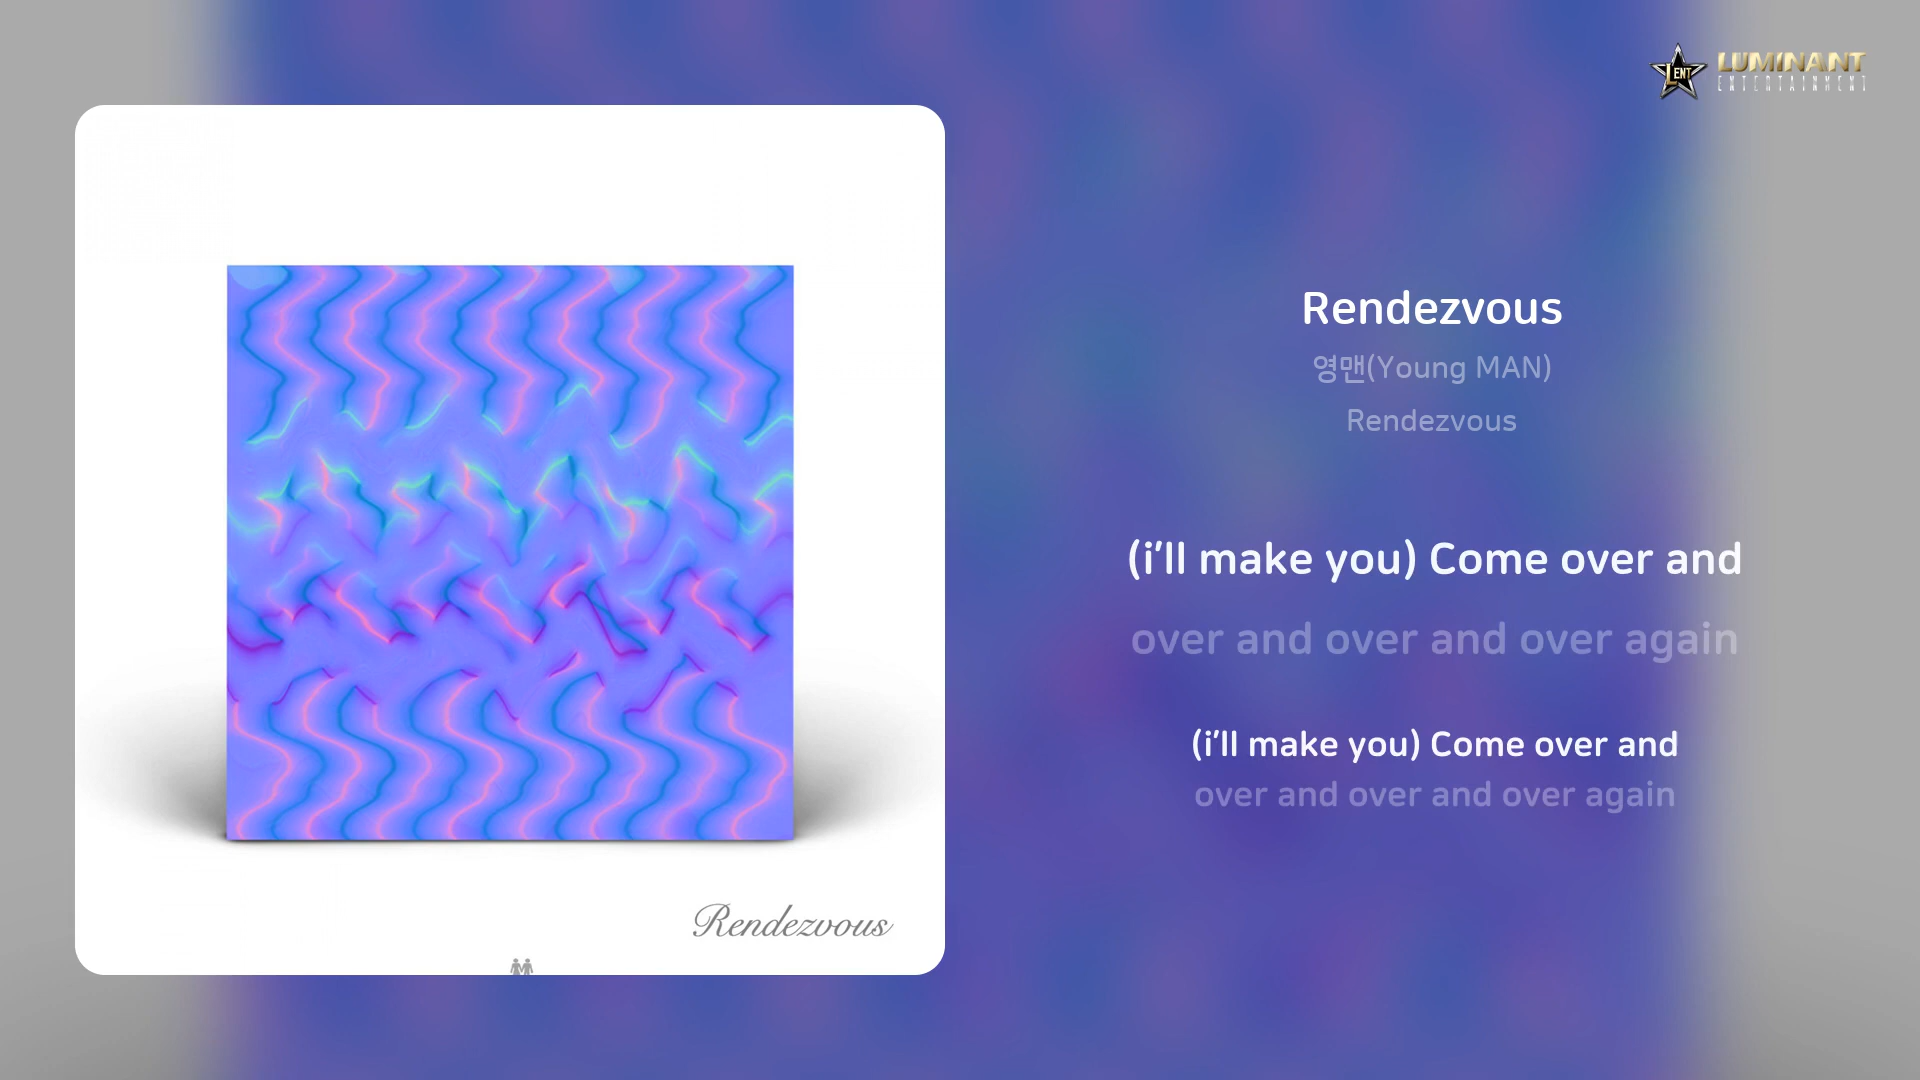 LENT
LUMINANT
ENTERTAINMENT
Rendezvous
영맨(Young MAN)
Rendezvous
(i'll make you) Come over and
over and over and over again
(i'll make you) Come over and
over and over and over again
Rendezvous